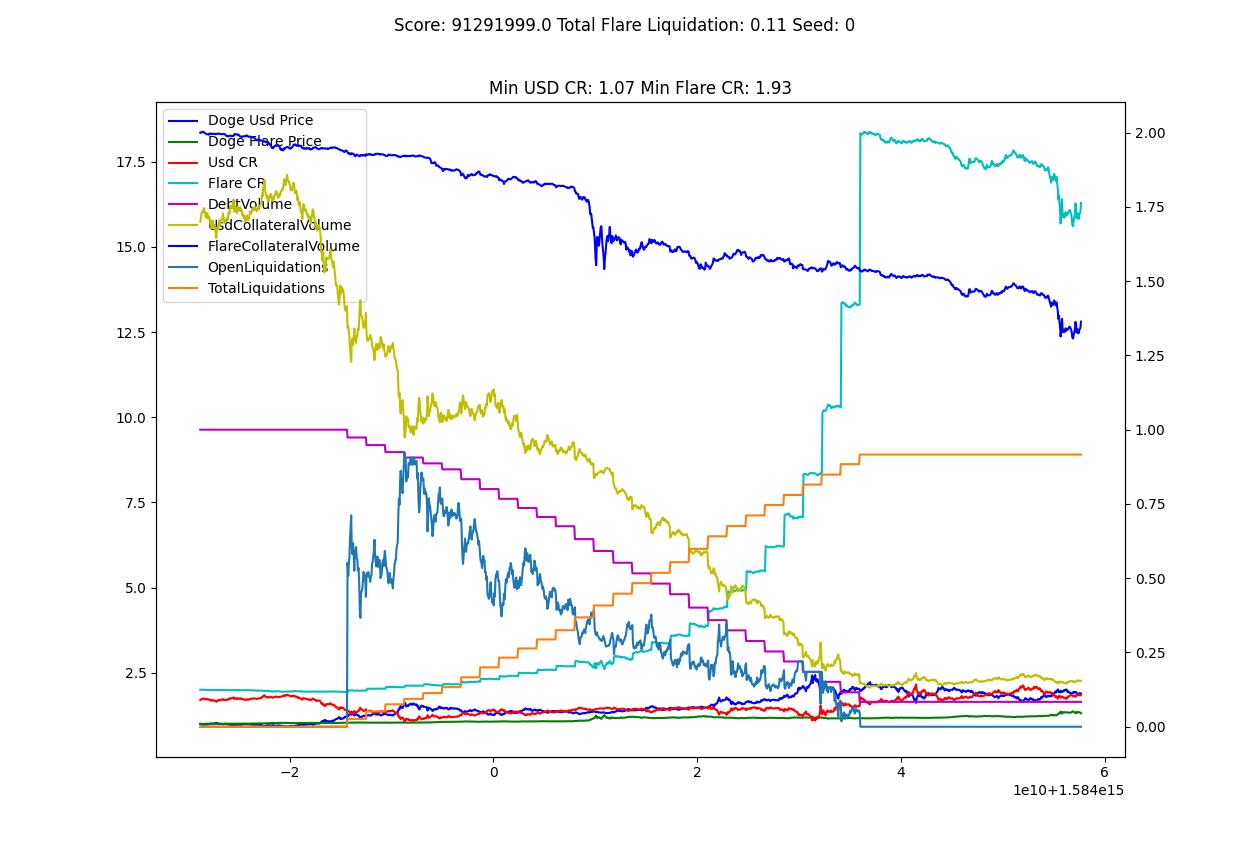 Score: 91291999.0 Total Flare Liquidation: 0.11 Seed: 0
Min USD CR: 1.07 Min Flare CR: 1.93
Doge Usd Price
Doge Flare Price
Usd CR
Flare CR
DebtVolume
UsdCollateralVolume
FlareCollateralVolume
OpenLiquidations
TotalLiquidations
17.5
15.0
12.5
10.0
7.5
5.0
2.5
2.00
1.75
1.50
1.25
1.00
0.75
0.50
0.25
0.00
−2 0 2 4 6
1e10+1.584e15